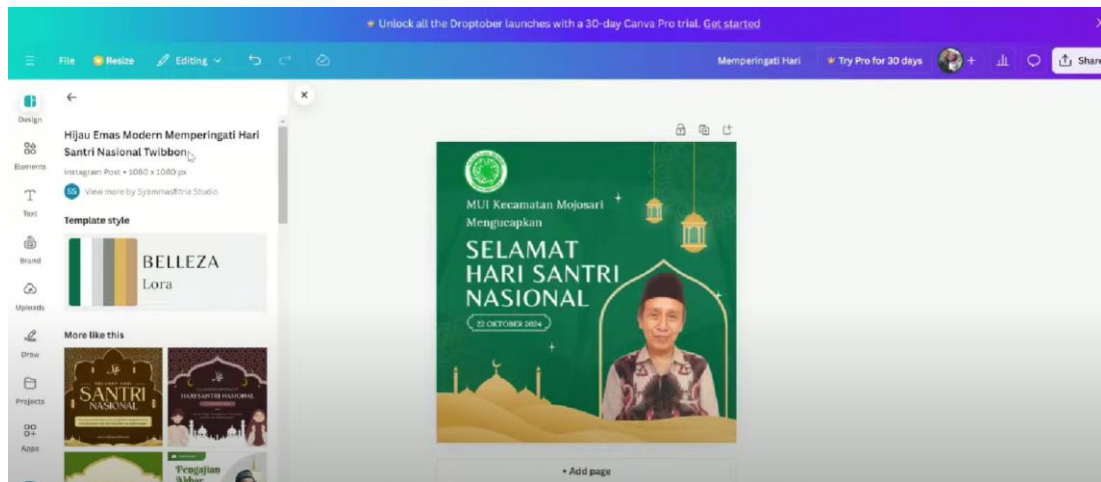 Unlock all the Droptober launches with a 30-day Canva Pro trial. Get started
File Resize Editing
Memperingati Hari Try Pro for 30 days Share
Design
Elements
Text
Brand
Uploads
Draw
Projects
Apps
Hijau Emas Modern Memperingati Hari
Santri Nasional Twibbon
Instagram Post • 1080 x 1080 px
SS View more by Syammasfitria Studio
Template style
BELLEZA
Lora
More like this
SANTRI
NASIONAL
HARI SANTRI NASIONAL
Pengajian
Akbar
MUI Kecamatan Mojosari
Mengucapkan
SELAMAT
HARI SANTRI
NASIONAL
22 OKTOBER 2024
+ Add page